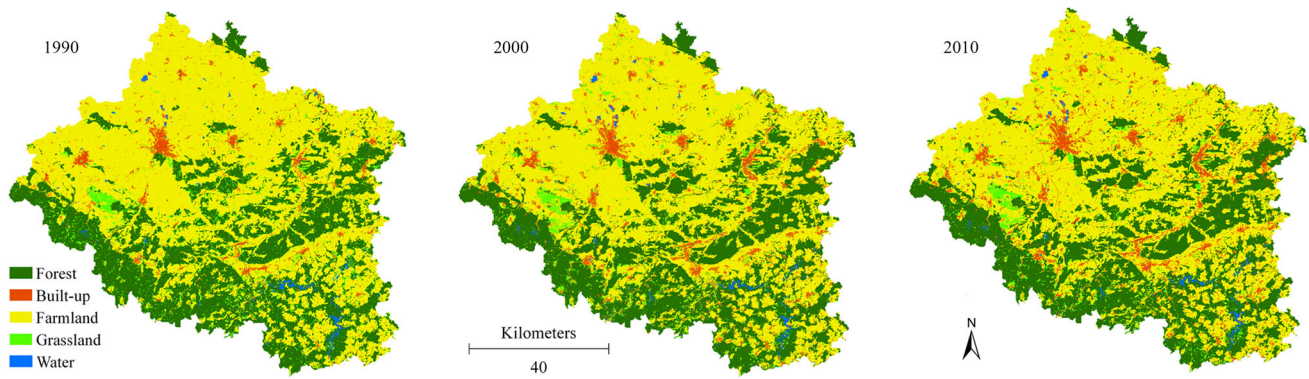 1990
2000
2010
Forest
Built-up
Farmland
Grassland
Water
Kilometers
40
N